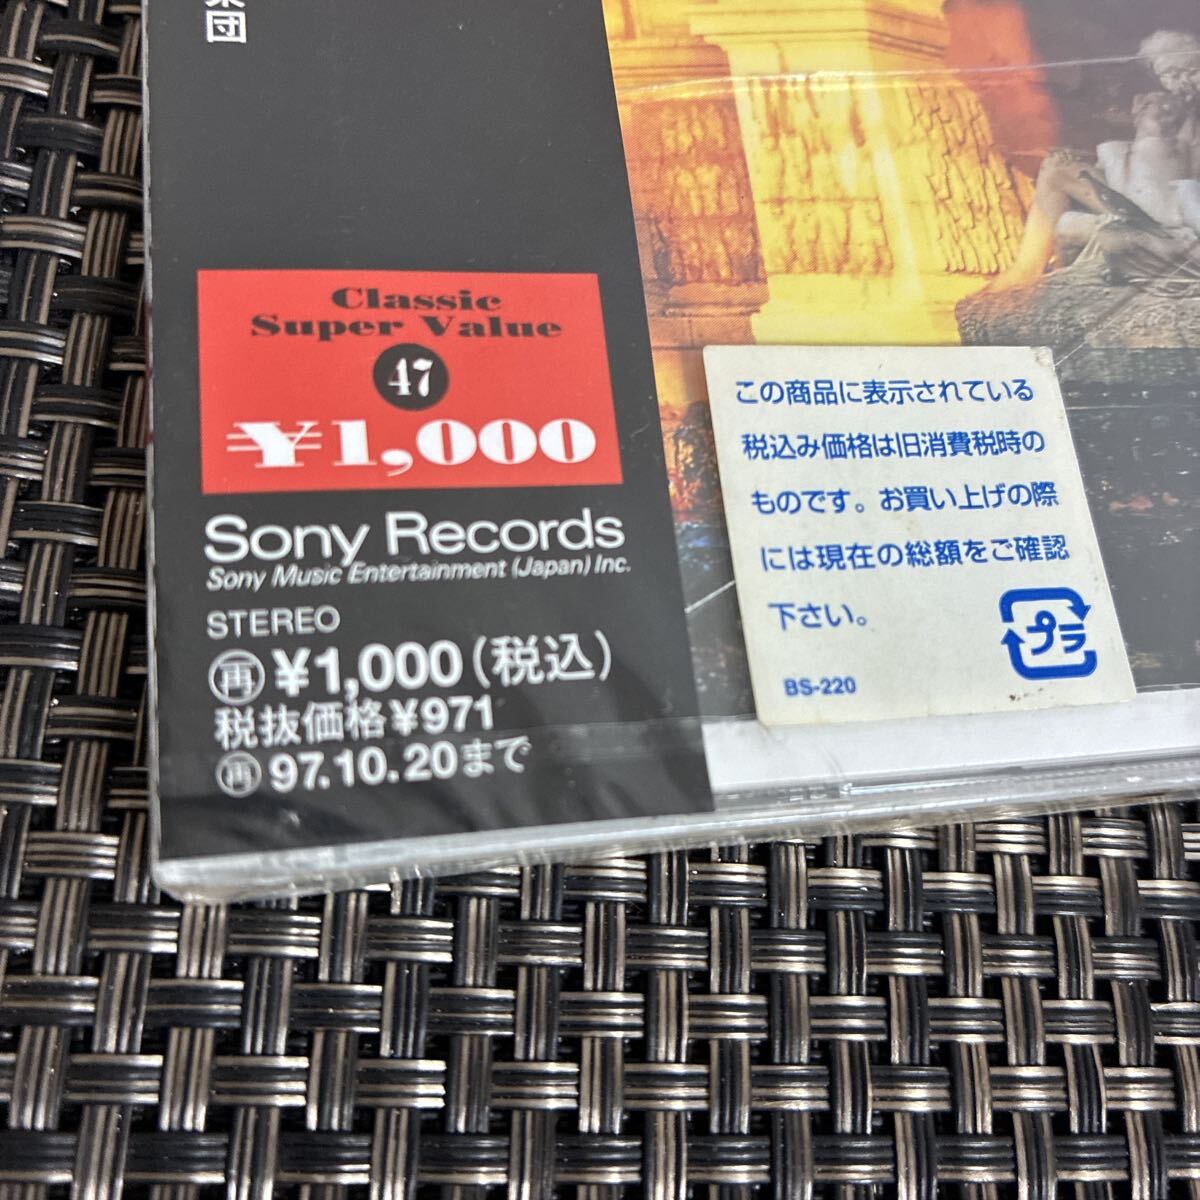 団
Classic
Super Value
47
¥1,000
Sony Records
Sony Music Entertainment (Japan) Inc.
STEREO
再 ¥1,000(税込)
税抜価格¥971
再 97.10.20まで
この商品に表示されている
税込み価格は旧消費税時の
ものです。お買い上げの際
には現在の総額をご確認
下さい。
プラ
BS-220